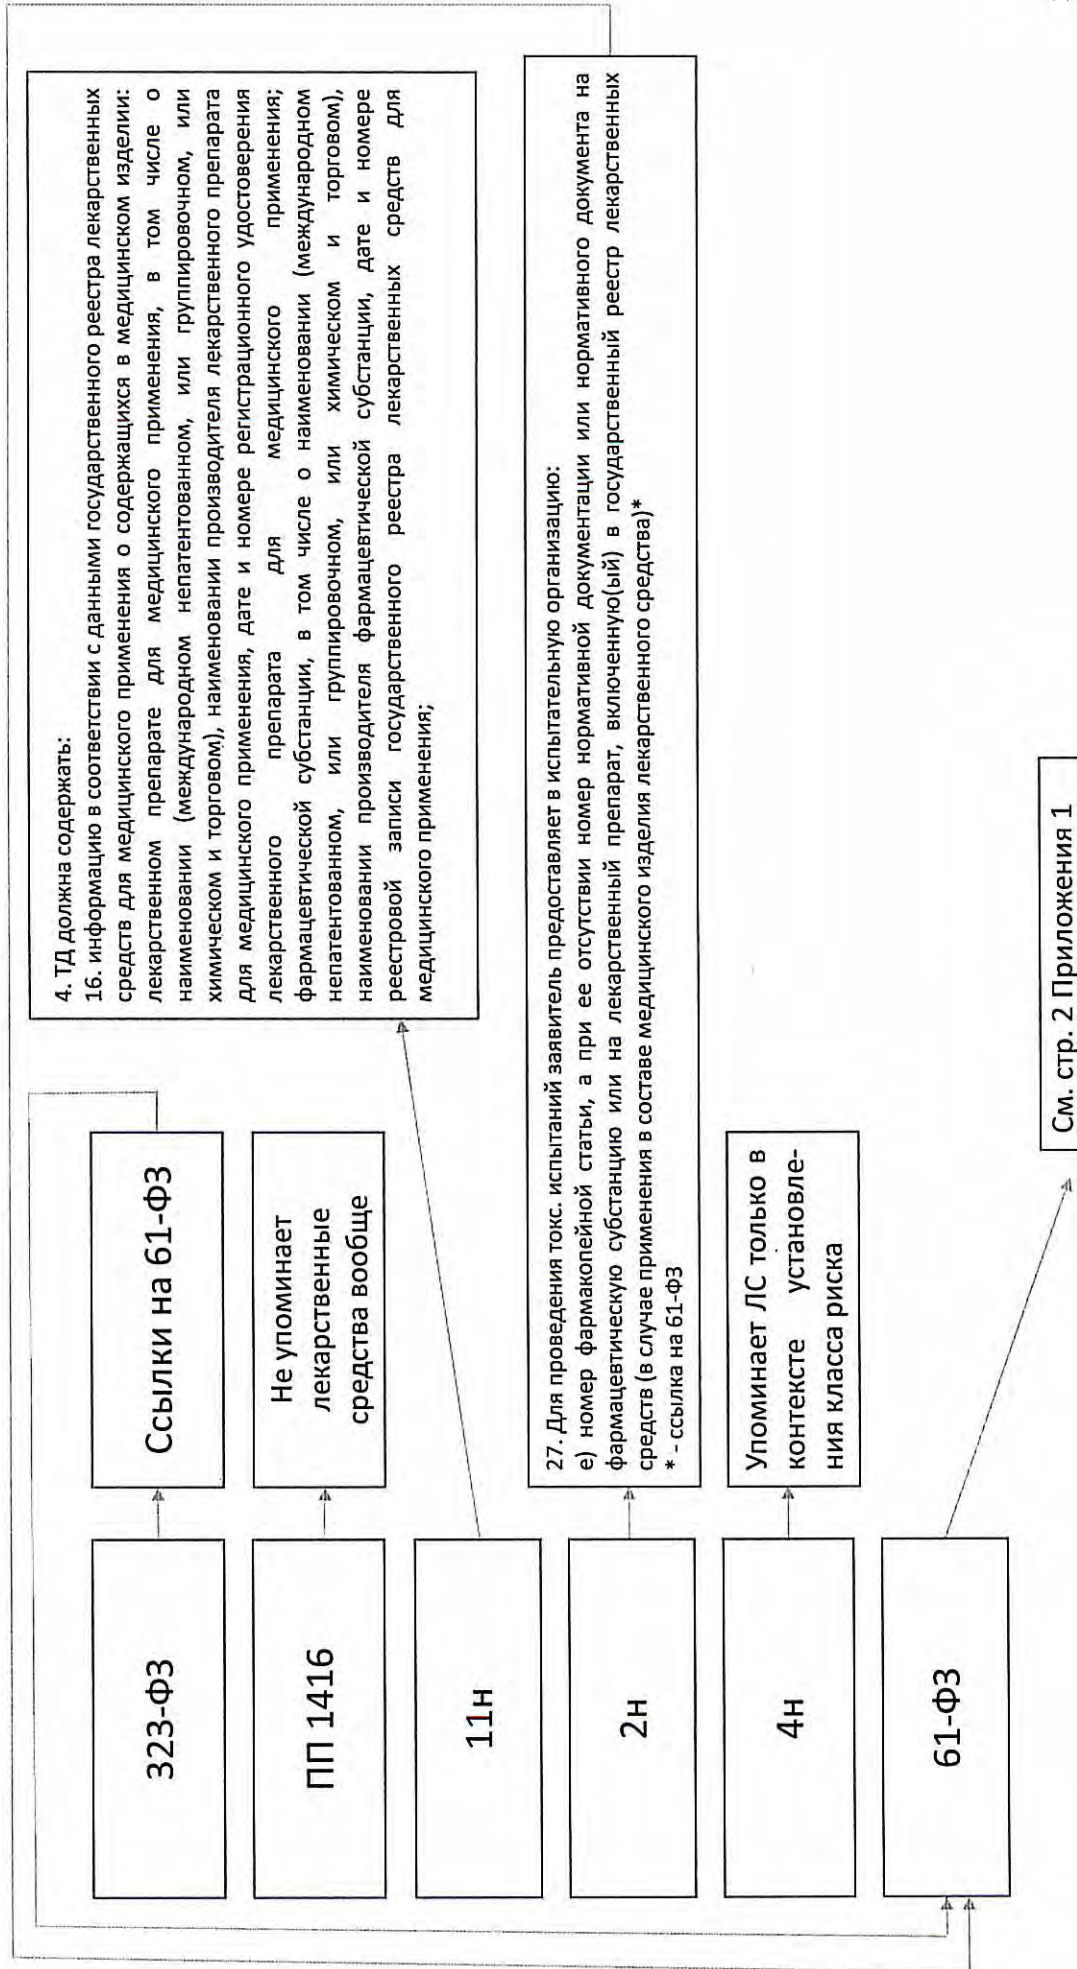 323-ФЗ
Ссылки на 61-ФЗ
ПП 1416
Не упоминает
лекарственные
средства вообще
11н
4. ТД должна содержать:
16. информацию в соответствии с данными государственного реестра лекарственных
средств для медицинского применения о содержащихся в медицинском изделии:
лекарственном препарате для медицинского применения, в том числе о
наименовании (международном непатентованном, или группировочном, или
химическом и торговом), наименовании производителя лекарственного препарата
для медицинского применения, дате и номере регистрационного удостоверения
лекарственного препарата для медицинского применения;
фармацевтической субстанции, в том числе о наименовании (международном
непатентованном, или группировочном, или химическом и торговом),
наименовании производителя фармацевтической субстанции, дате и номере
реестровой записи государственного реестра лекарственных средств для
медицинского применения;
2н
27. Для проведения токс. испытаний заявитель предоставляет в испытательную организацию:
е) номер фармакопейной статьи, а при ее отсутствии номер нормативной документации или нормативного документа на
фармацевтическую субстанцию или на лекарственный препарат, включенную(ый) в государственный реестр лекарственных
средств (в случае применения в составе медицинского изделия лекарственного средства)*
* - ссылка на 61-ФЗ
4н
Упоминает ЛС только в
контексте установле-
ния класса риска
61-ФЗ
См. стр. 2 Приложения 1